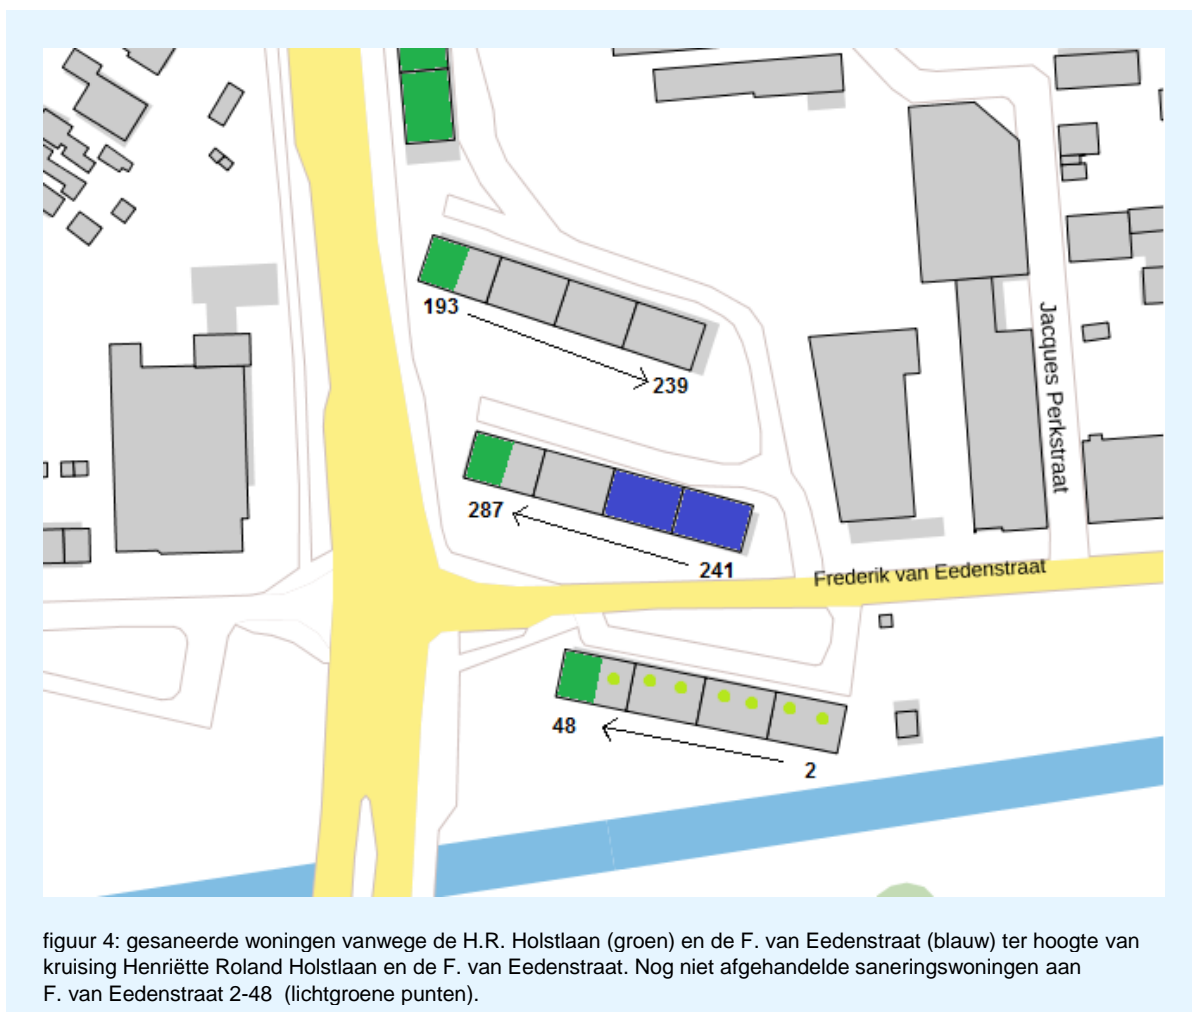 193
239
Jacques Perkstraat
287
241
Frederik van Eedenstraat
48
2
figuur 4: gesaneerde woningen vanwege de H.R. Holstlaan (groen) en de F. van Eedenstraat (blauw) ter hoogte van
kruising Henriëtte Roland Holstlaan en de F. van Eedenstraat. Nog niet afgehandelde saneringswoningen aan
F. van Eedenstraat 2-48 (lichtgroene punten).